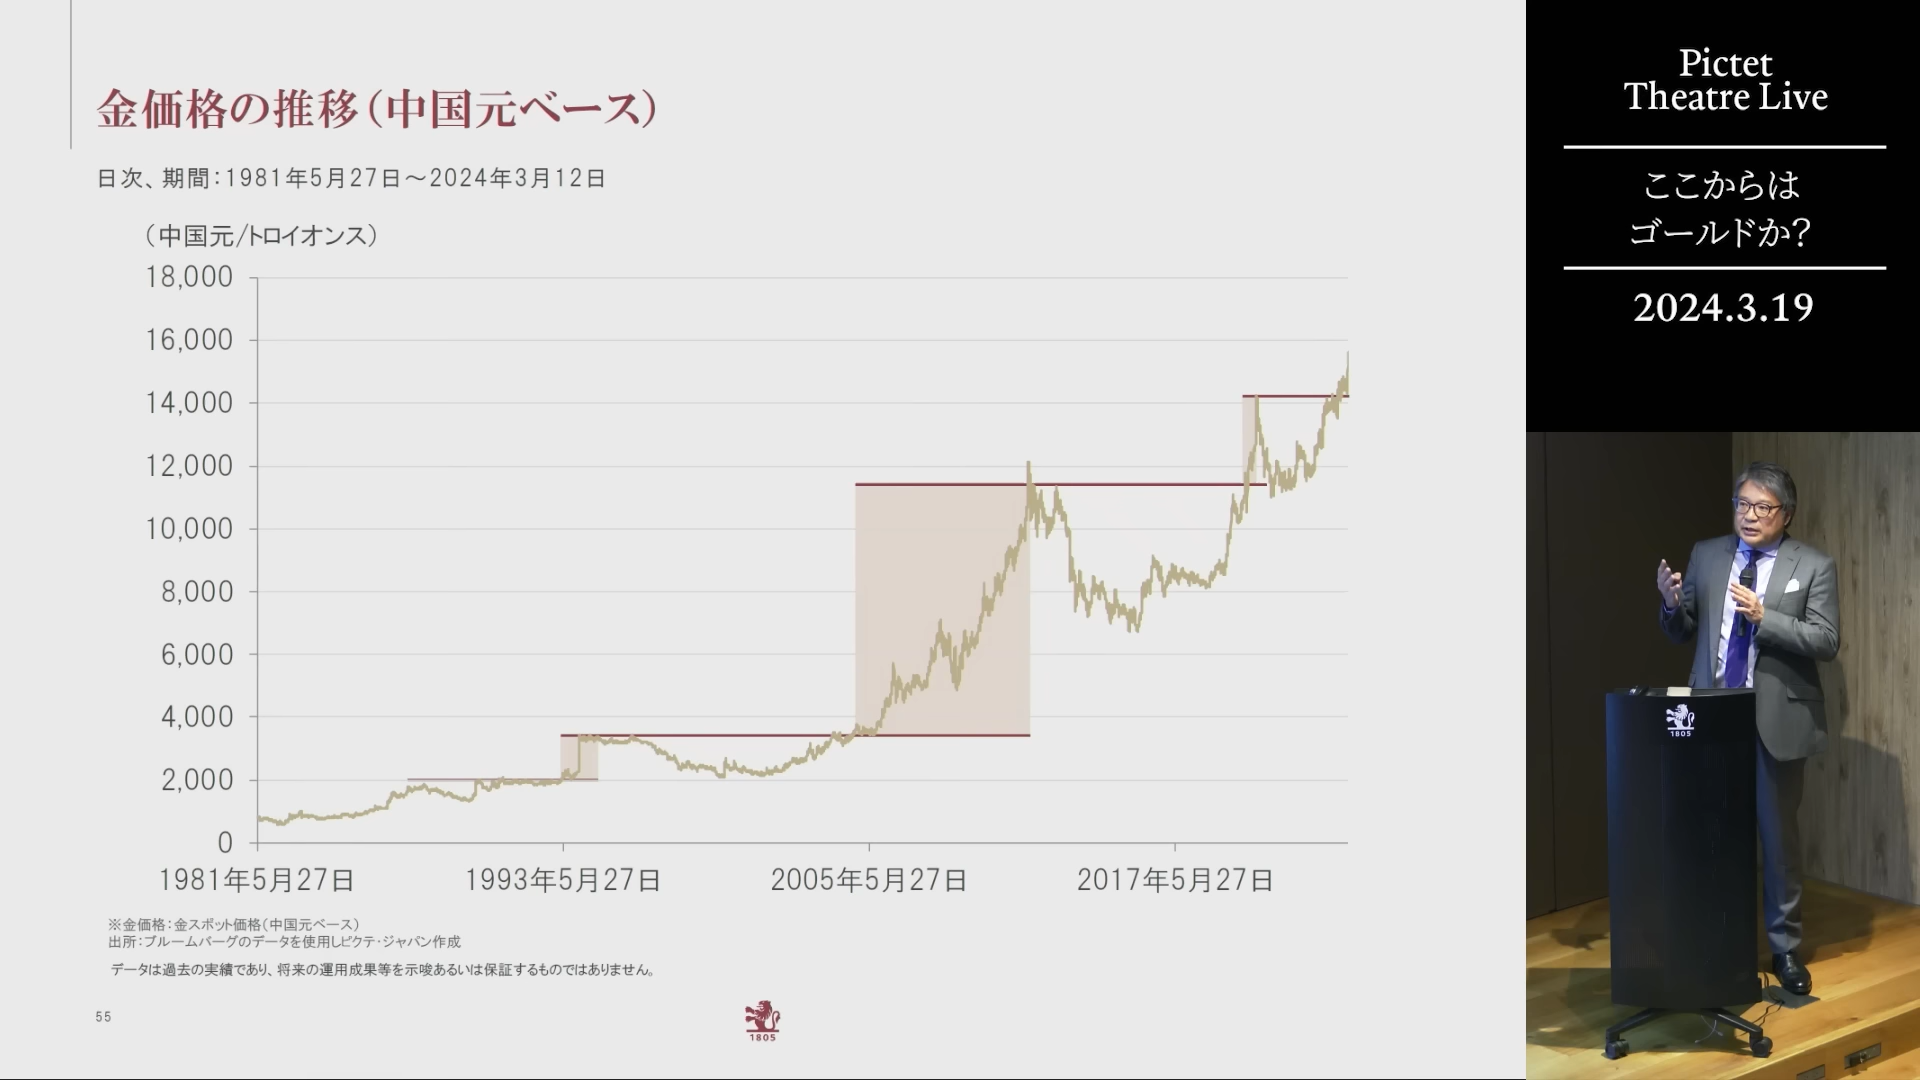 金価格の推移（中国元ベース）
日次、期間：1981年5月27日～2024年3月12日
（中国元/トロイオンス）
18,000
16,000
14,000
12,000
10,000
8,000
6,000
4,000
2,000
0
1981年5月27日
1993年5月27日
2005年5月27日
2017年5月27日
※金価格：金スポット価格（中国元ベース）
出所：ブルームバーグのデータを使用しピクテ・ジャパン作成
データは過去の実績であり、将来の運用成果等を示唆あるいは保証するものではありません。
55
1805
Pictet
Theatre Live
ここからは
ゴールドか？
2024.3.19
1805